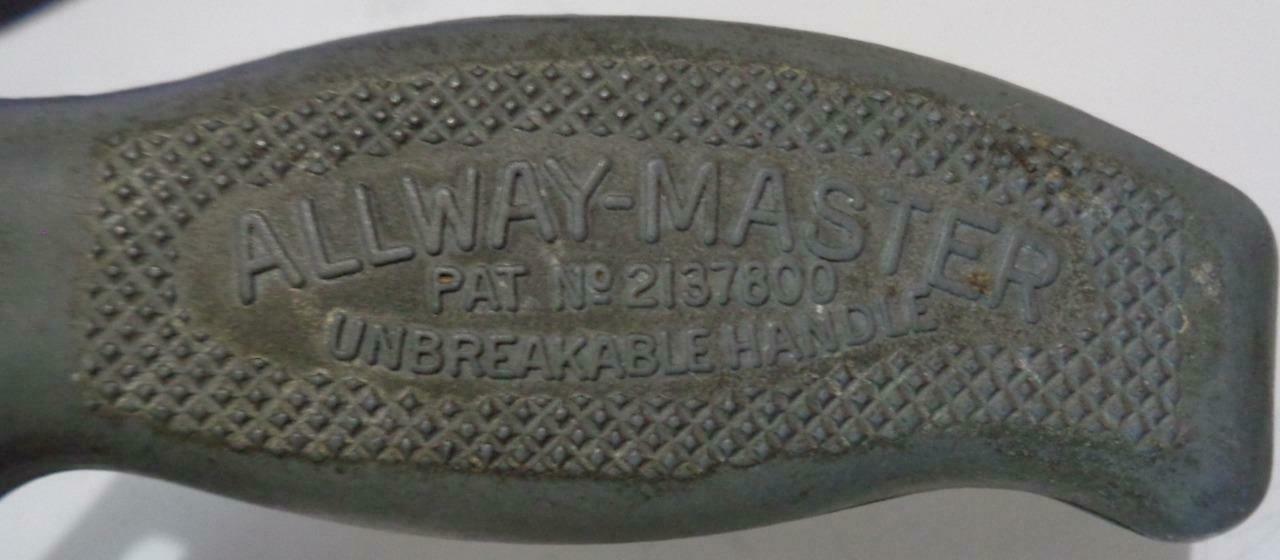 ALLWAY-MASTER
PAT Nº 2137800
UNBREAKABLE HANDLE